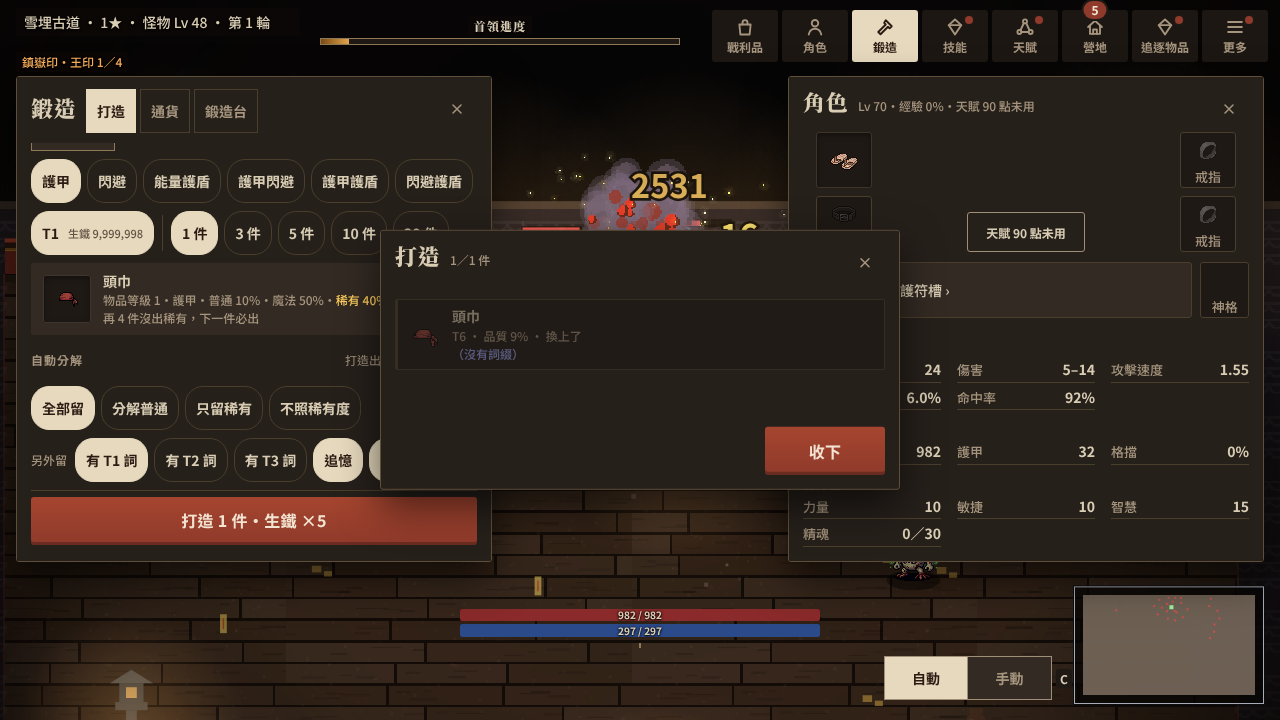 雪埋古道 · 1★ · 怪物 Lv 48 · 第 1 輪
首領進度
鎮嶽印·王印 1／4
戰利品
角色
鍛造
技能
天賦
5
營地
追逐物品
更多
鍛造
打造
通貨
鍛造台
×
護甲
閃避
能量護盾
護甲閃避
護甲護盾
閃避護盾
T1 生鐵 9,999,998
1 件
3 件
5 件
10 件
頭巾
物品等級 1·護甲·普通 10%·魔法 50%·稀有 40%
再 4 件沒出稀有，下一件必出
自動分解
打造出
全部留
分解普通
只留稀有
不照稀有度
另外留
有 T1 詞
有 T2 詞
有 T3 詞
追憶
打造 1 件·生鐵 ×5
2531
打造
1／1 件
×
頭巾
T6 · 品質 9% · 換上了
（沒有詞綴）
收下
角色
Lv 70·經驗 0%·天賦 90 點未用
×
戒指
戒指
天賦 90 點未用
護符槽 ›
神格
24
傷害
5–14
攻擊速度
1.55
6.0%
命中率
92%
982
護甲
32
格擋
0%
力量
10
敏捷
10
智慧
15
精魂
0／30
982 / 982
297 / 297
自動
手動
C